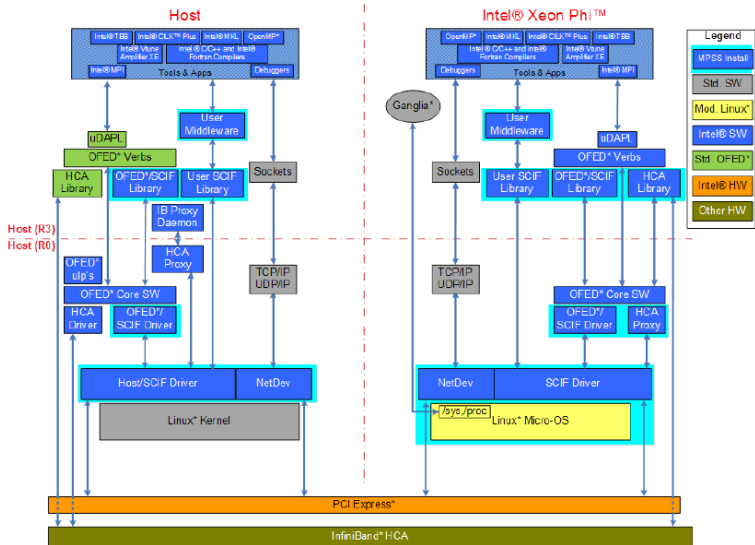 Host
Intel® Xeon Phi™
Legend
MPSS Install
Std. SW
Mod. Linux*
Intel® SW
Std. OFED*
Intel® HW
Other HW
Intel® TBB
Intel® CILK™ Plus
Intel® MKL
OpenMP*
Intel® Vtune
Amplifier XE
Intel® C/C++ and Intel®
Fortran Compilers
Intel® MPI
Debuggers
Tools & Apps
User
Middleware
uDAPL
OFED* Verbs
HCA
Library
OFED*/SCIF
Library
User SCIF
Library
Sockets
IB Proxy
Daemon
Host (R3)
Host (R0)
HCA
Proxy
OFED*
ulp's
TCP/IP
UDP/IP
OFED* Core SW
HCA
Driver
OFED*/
SCIF Driver
Host/SCIF Driver
NetDev
Linux* Kernel
OpenMP*
Intel® MKL
Intel® CILK™ Plus
Intel® TBB
Intel® C/C++ and Intel®
Fortran Compilers
Intel® Vtune
Amplifier XE
Debuggers
Intel® MPI
Tools & Apps
Ganglia*
User
Middleware
uDAPL
OFED* Verbs
Sockets
User SCIF
Library
OFED*/SCIF
Library
HCA Library
TCP/IP
UDP/IP
OFED* Core SW
OFED*/
SCIF Driver
HCA
Proxy
NetDev
SCIF Driver
/sys,/proc
Linux* Micro-OS
PCI Express*
InfiniBand* HCA